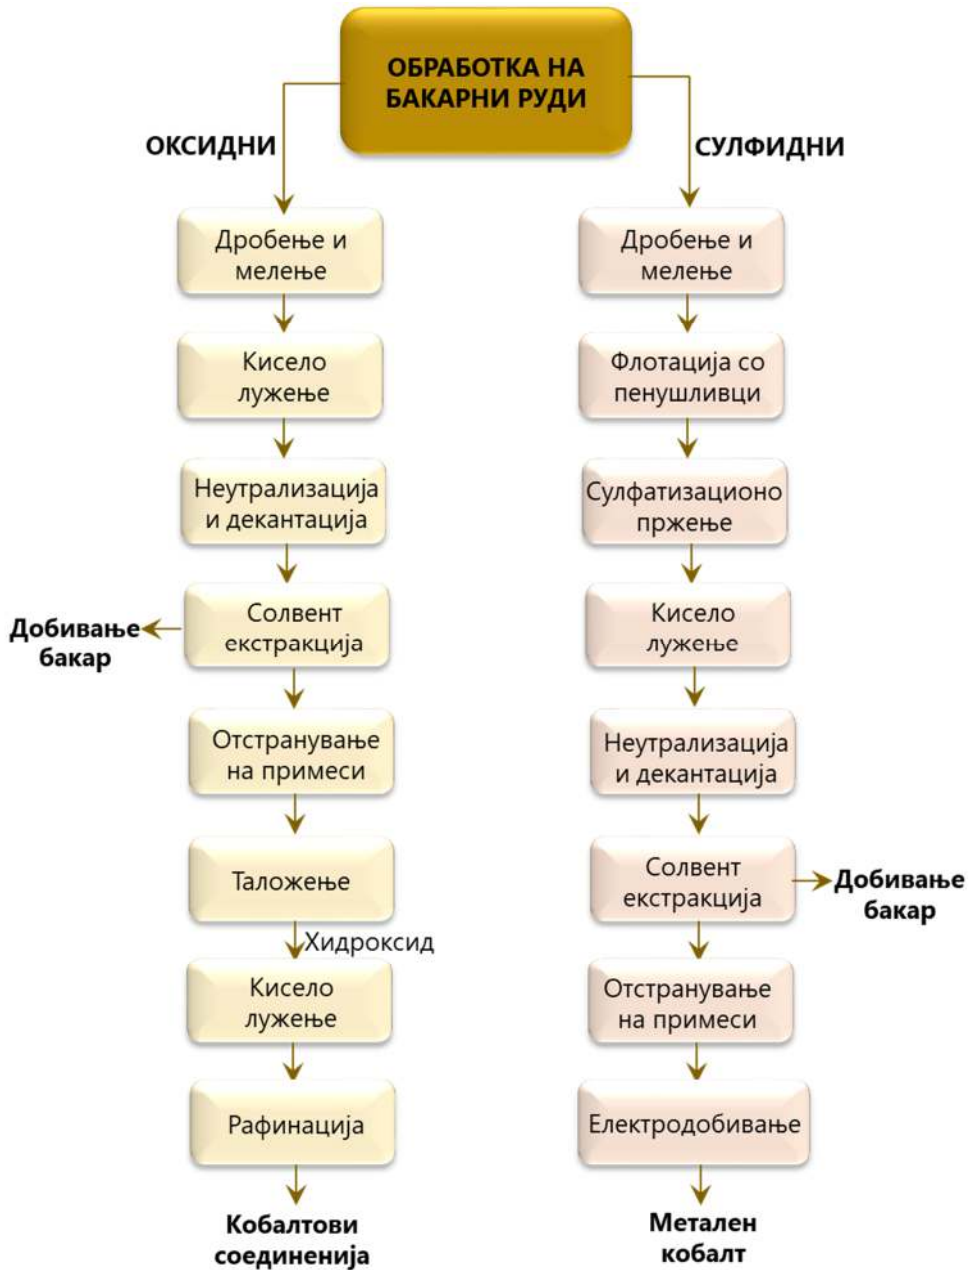 ОБРАБОТКА НА
БАКАРНИ РУДИ
ОКСИДНИ
СУЛФИДНИ
Дробење и
мелење
Кисело
лужење
Неутрализација
и декантација
Солвент
екстракција
Добивање
бакар
Отстранување
на примеси
Таложење
Хидроксид
Кисело
лужење
Рафинација
Кобалтови
соединенија
Дробење и
мелење
Флотација со
пенушливци
Сулфатизационо
пржење
Кисело
лужење
Неутрализација
и декантација
Солвент
екстракција
Добивање
бакар
Отстранување
на примеси
Електродобивање
Метален
кобалт